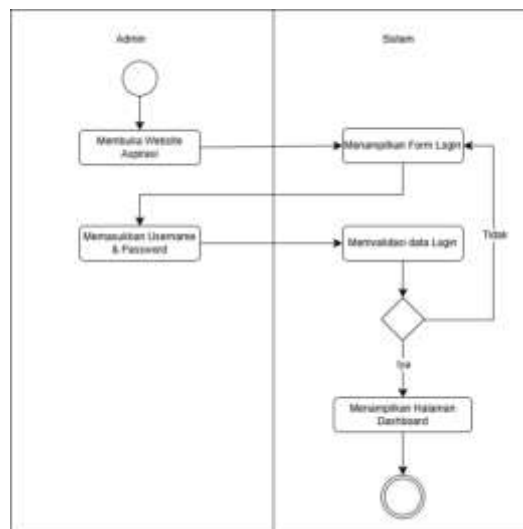 Admin
Sistem
Membuka Website
Aspirasi
Menampilkan Form Login
Memasukkan Username
& Password
Memvalidasi data Login
Tidak
Iya
Menampilkan Halaman
Dashboard